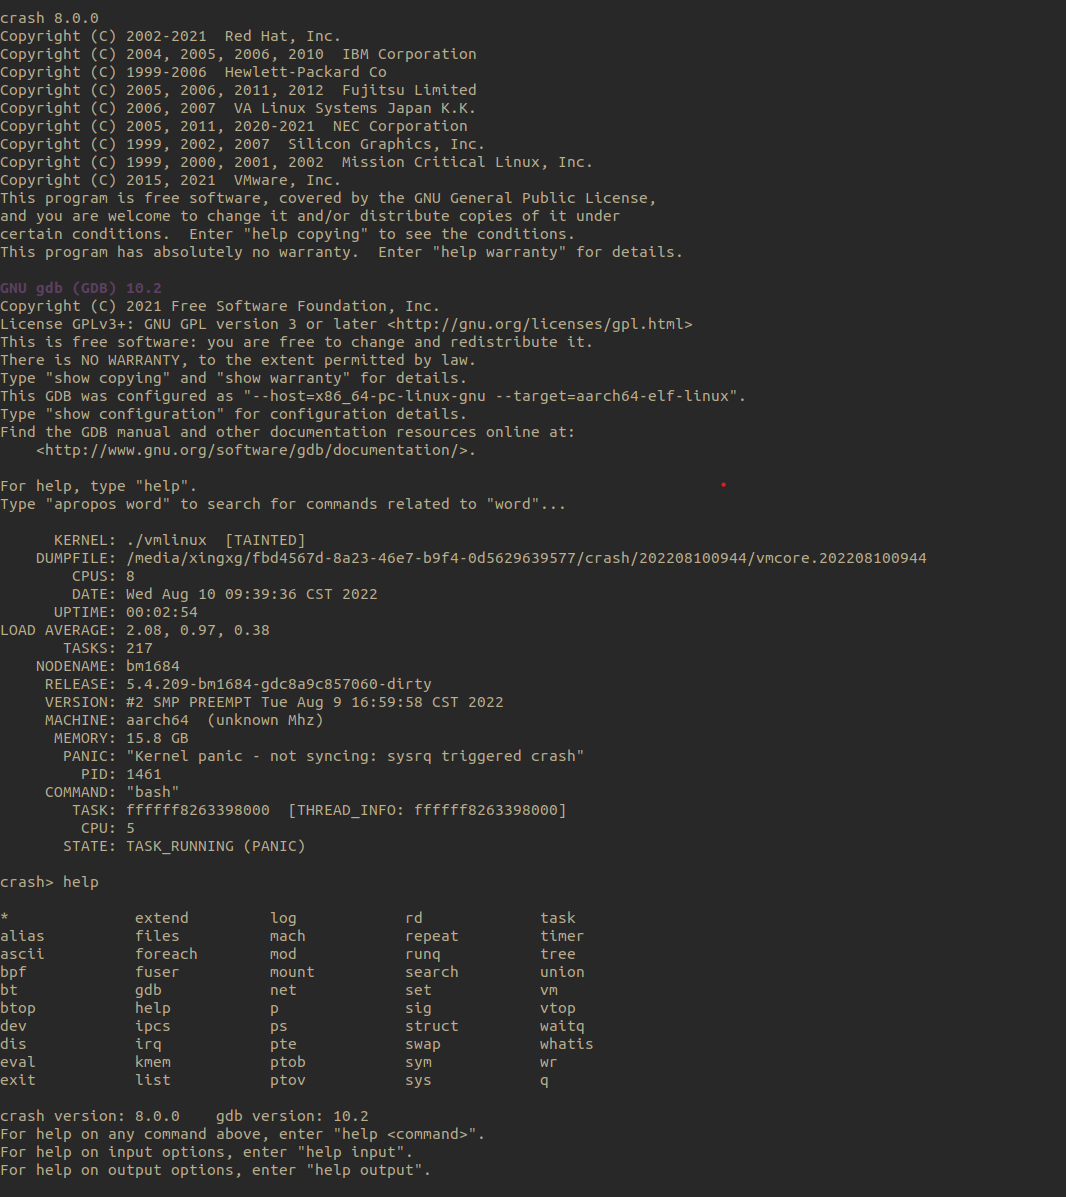 crash 8.0.0
Copyright (C) 2002-2021  Red Hat, Inc.
Copyright (C) 2004, 2005, 2006, 2010  IBM Corporation
Copyright (C) 1999-2006  Hewlett-Packard Co
Copyright (C) 2005, 2006, 2011, 2012  Fujitsu Limited
Copyright (C) 2006, 2007  VA Linux Systems Japan K.K.
Copyright (C) 2005, 2011, 2020-2021  NEC Corporation
Copyright (C) 1999, 2002, 2007  Silicon Graphics, Inc.
Copyright (C) 1999, 2000, 2001, 2002  Mission Critical Linux, Inc.
Copyright (C) 2015, 2021  VMware, Inc.
This program is free software, covered by the GNU General Public License,
and you are welcome to change it and/or distribute copies of it under
certain conditions.  Enter "help copying" to see the conditions.
This program has absolutely no warranty.  Enter "help warranty" for details.

GNU gdb (GDB) 10.2
Copyright (C) 2021 Free Software Foundation, Inc.
License GPLv3+: GNU GPL version 3 or later <http://gnu.org/licenses/gpl.html>
This is free software: you are free to change and redistribute it.
There is NO WARRANTY, to the extent permitted by law.
Type "show copying" and "show warranty" for details.
This GDB was configured as "--host=x86_64-pc-linux-gnu --target=aarch64-elf-linux".
Type "show configuration" for configuration details.
Find the GDB manual and other documentation resources online at:
    <http://www.gnu.org/software/gdb/documentation/>.

For help, type "help".
Type "apropos word" to search for commands related to "word"...

      KERNEL: ./vmlinux  [TAINTED]
    DUMPFILE: /media/xingxg/fbd4567d-8a23-46e7-b9f4-0d5629639577/crash/202208100944/vmcore.202208100944
        CPUS: 8
        DATE: Wed Aug 10 09:39:36 CST 2022
      UPTIME: 00:02:54
LOAD AVERAGE: 2.08, 0.97, 0.38
       TASKS: 217
    NODENAME: bm1684
     RELEASE: 5.4.209-bm1684-gdc8a9c857060-dirty
     VERSION: #2 SMP PREEMPT Tue Aug 9 16:59:58 CST 2022
     MACHINE: aarch64  (unknown Mhz)
      MEMORY: 15.8 GB
       PANIC: "Kernel panic - not syncing: sysrq triggered crash"
         PID: 1461
     COMMAND: "bash"
        TASK: ffffff8263398000  [THREAD_INFO: ffffff8263398000]
         CPU: 5
       STATE: TASK_RUNNING (PANIC)

crash> help

*              extend         log            rd             task
alias          files          mach           repeat         timer
ascii          foreach        mod            runq           tree
bpf            fuser          mount          search         union
bt             gdb            net            set            vm
btop           help           p              sig            vtop
dev            ipcs           ps             struct         waitq
dis            irq            pte            swap           whatis
eval           kmem           ptob           sym            wr
exit           list           ptov           sys            q

crash version: 8.0.0    gdb version: 10.2
For help on any command above, enter "help <command>".
For help on input options, enter "help input".
For help on output options, enter "help output".